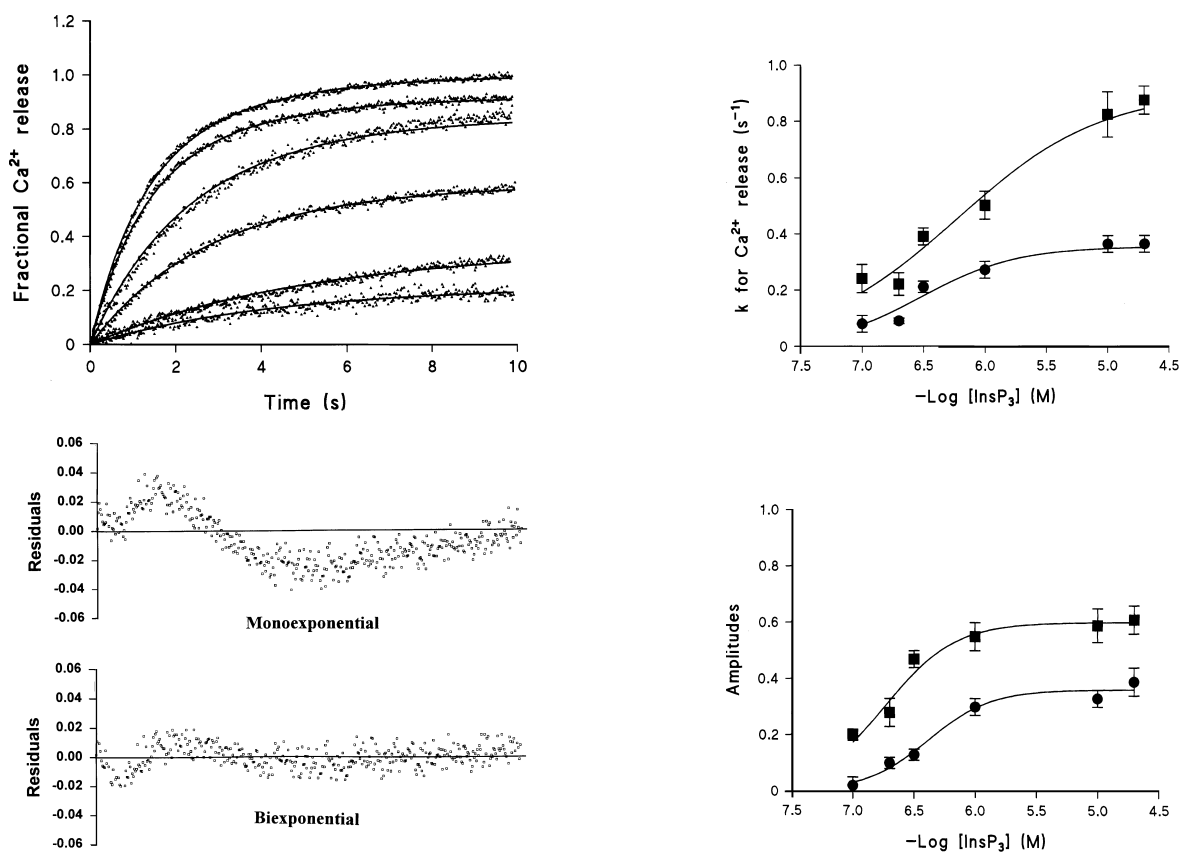 1.2
1.0
0.8
0.6
0.4
0.2
0
Fractional Ca2+ release
0 2 4 6 8 10
Time (s)
1.0
0.8
0.6
0.4
0.2
0
k for Ca2+ release (s−1)
7.5 7.0 6.5 6.0 5.5 5.0 4.5
−Log [InsP3] (M)
0.06
0.04
0.02
0.00
-0.02
-0.04
-0.06
Residuals
Monoexponential
0.06
0.04
0.02
0.00
-0.02
-0.04
-0.06
Residuals
Biexponential
1.0
0.8
0.6
0.4
0.2
0
Amplitudes
7.5 7.0 6.5 6.0 5.5 5.0 4.5
−Log [InsP3] (M)